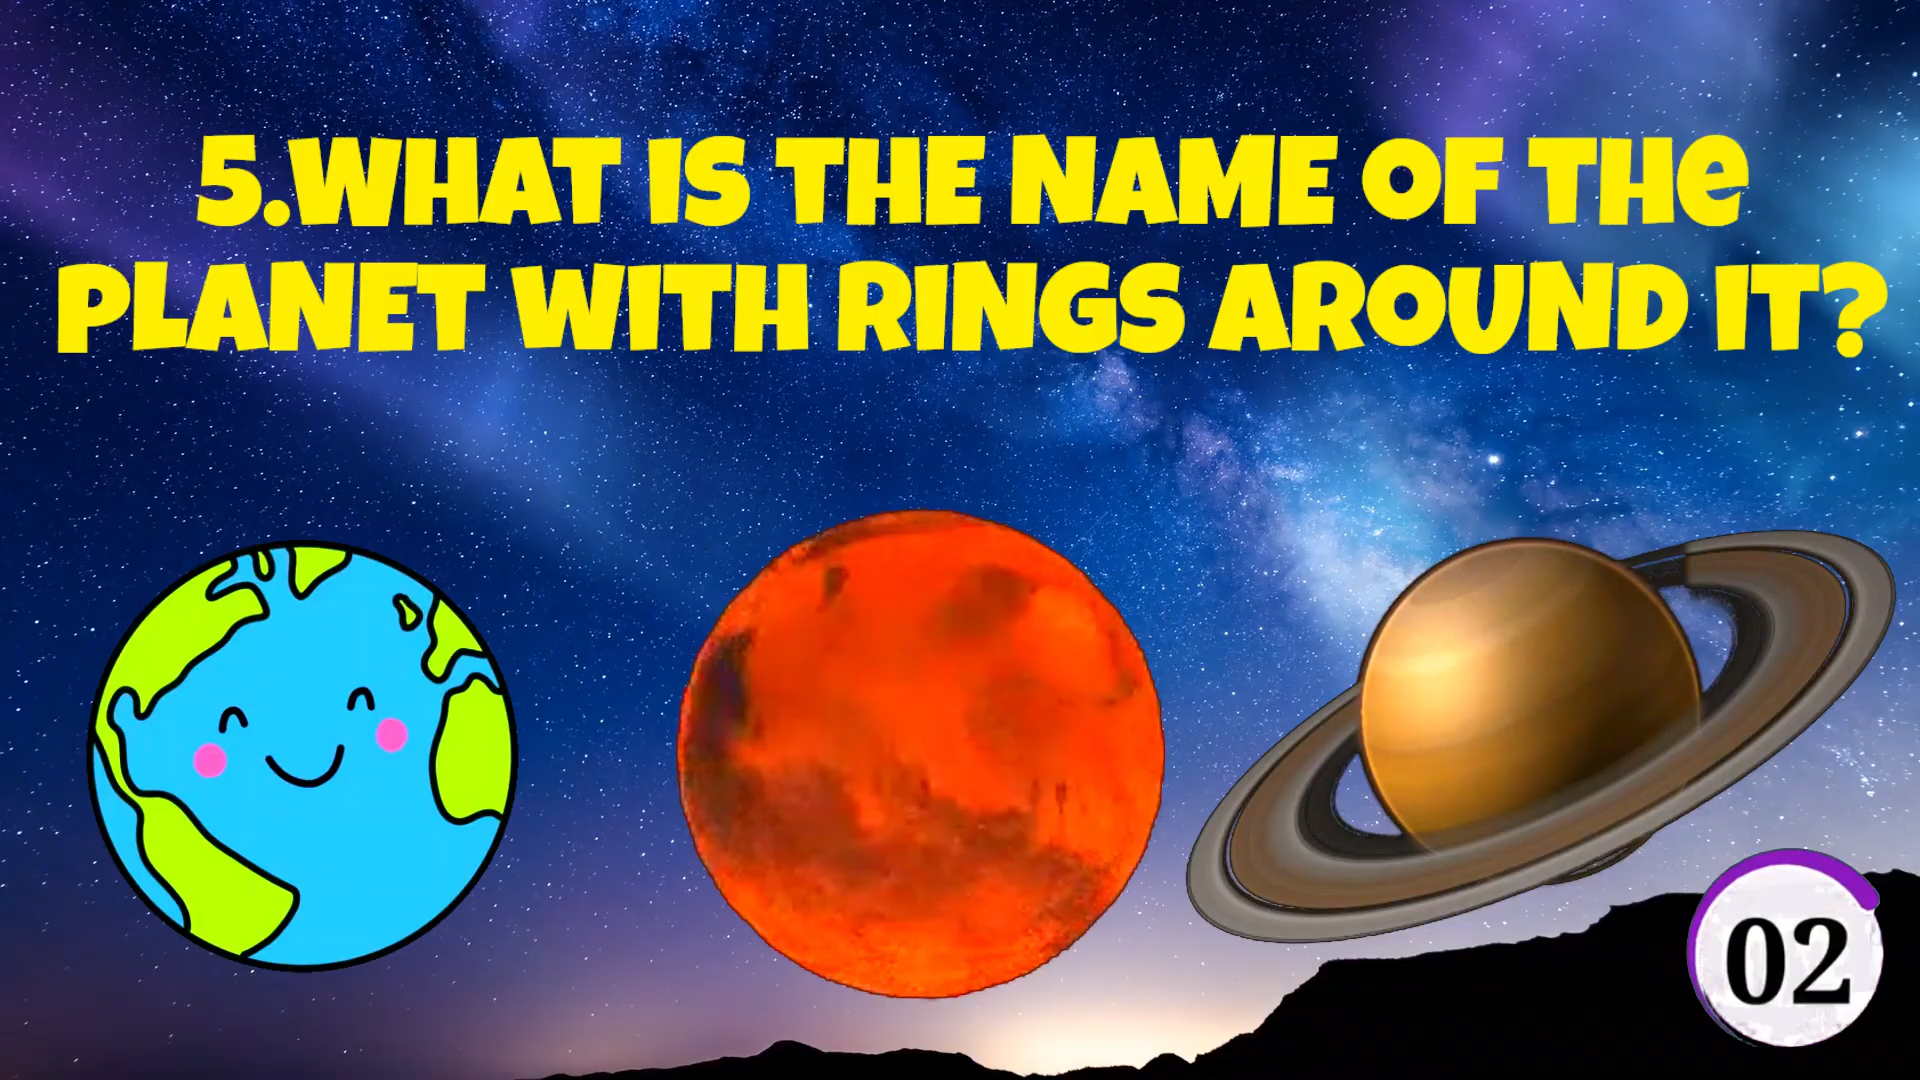 5.WHAT IS THE NAME OF THe
PLANET WITH RINGS AROUND IT?
02